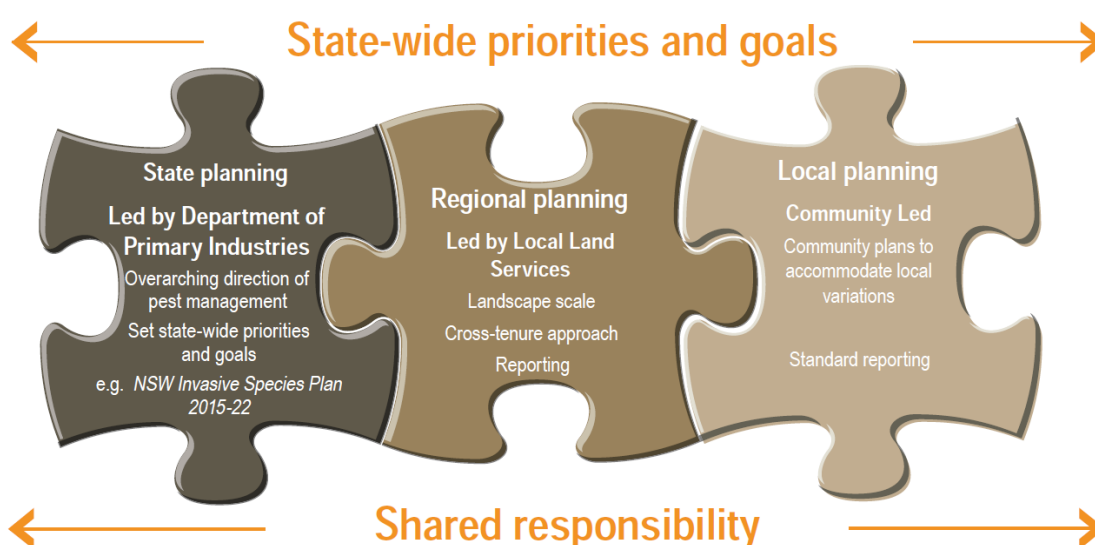 State-wide priorities and goals
State planning
Led by Department of
Primary Industries
Overarching direction of
pest management
Set state-wide priorities
and goals
e.g. NSW Invasive Species Plan
2015-22
Regional planning
Led by Local Land
Services
Landscape scale
Cross-tenure approach
Reporting
Local planning
Community Led
Community plans to
accommodate local
variations
Standard reporting
Shared responsibility